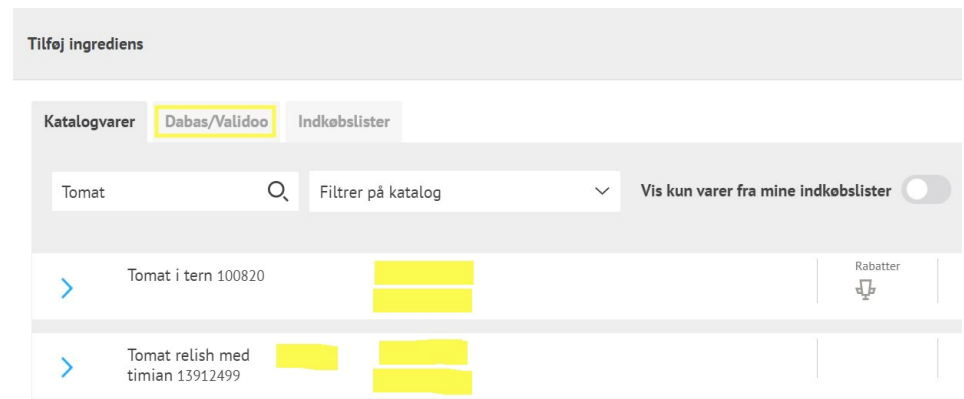 Tilføj ingrediens
Katalogvarer Dabas/Validoo Indkøbslister
Tomat Filtrer på katalog Vis kun varer fra mine indkøbslister
Rabatter
Tomat i tern 100820
Tomat relish med
timian 13912499